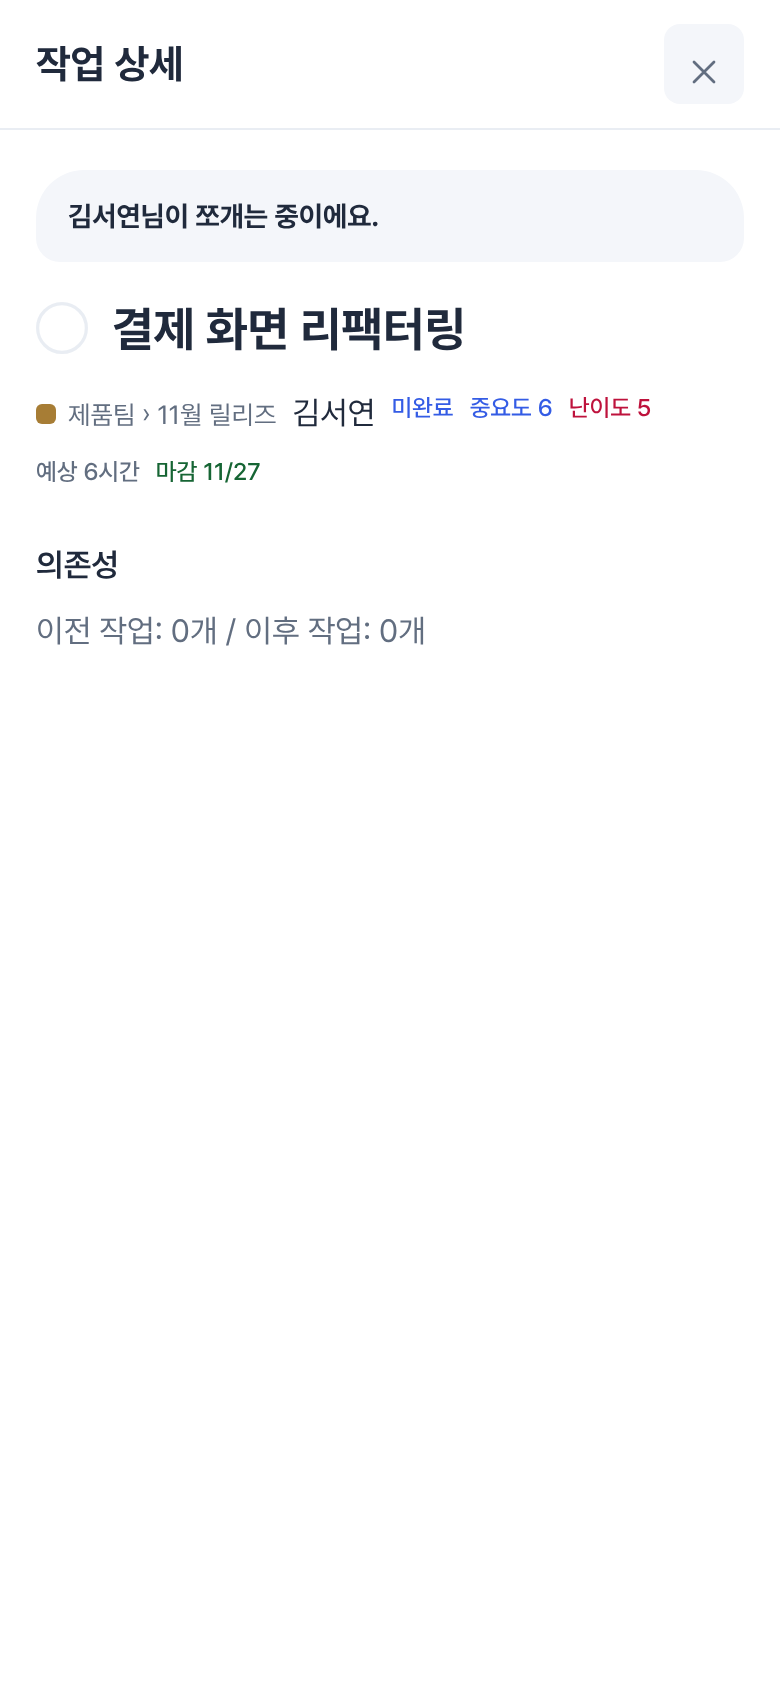 작업 상세
김서연님이 쪼개는 중이에요.
결제 화면 리팩터링
제품팀 › 11월 릴리즈 김서연 미완료 중요도 6 난이도 5
예상 6시간 마감 11/27
의존성
이전 작업: 0개 / 이후 작업: 0개